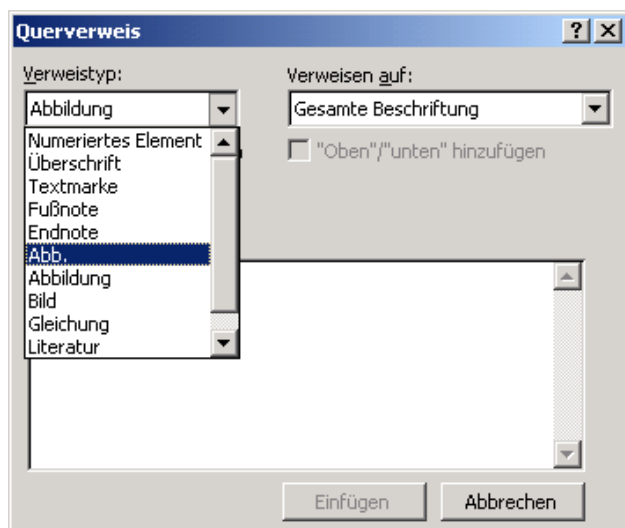 Querverweis
Verweistyp:
Verweisen auf:
Abbildung
Gesamte Beschriftung
Numeriertes Element
"Oben"/"unten" hinzufügen
Überschrift
Textmarke
Fußnote
Endnote
Abb.
Abbildung
Bild
Gleichung
Literatur
Einfügen
Abbrechen